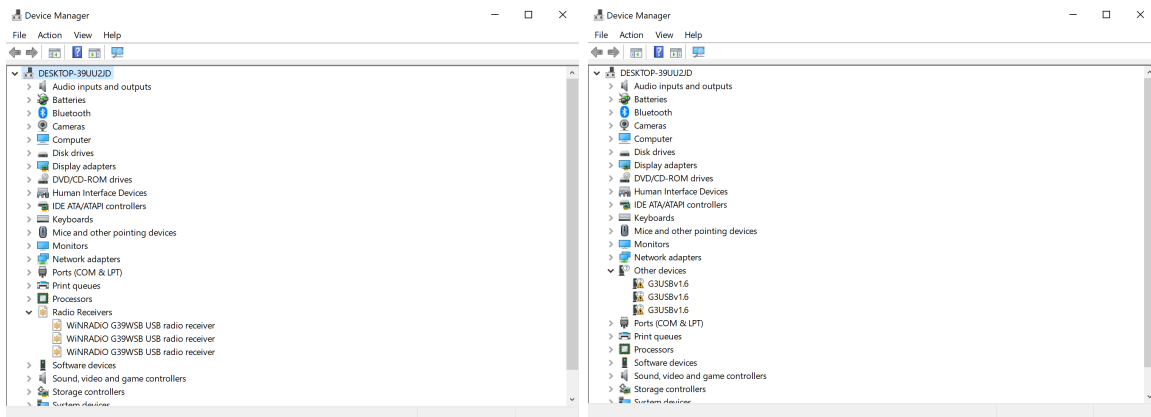 Device Manager
File Action View Help
DESKTOP-39UU2JD
Audio inputs and outputs
Batteries
Bluetooth
Cameras
Computer
Disk drives
Display adapters
DVD/CD-ROM drives
Human Interface Devices
IDE ATA/ATAPI controllers
Keyboards
Mice and other pointing devices
Monitors
Network adapters
Ports (COM & LPT)
Print queues
Processors
Radio Receivers
WiNRADiO G39WSB USB radio receiver
WiNRADiO G39WSB USB radio receiver
WiNRADiO G39WSB USB radio receiver
Software devices
Sound, video and game controllers
Storage controllers
System devices
Device Manager
File Action View Help
DESKTOP-39UU2JD
Audio inputs and outputs
Batteries
Bluetooth
Cameras
Computer
Disk drives
Display adapters
DVD/CD-ROM drives
Human Interface Devices
IDE ATA/ATAPI controllers
Keyboards
Mice and other pointing devices
Monitors
Network adapters
Other devices
G3USBv1.6
G3USBv1.6
G3USBv1.6
Ports (COM & LPT)
Print queues
Processors
Software devices
Sound, video and game controllers
Storage controllers
System devices